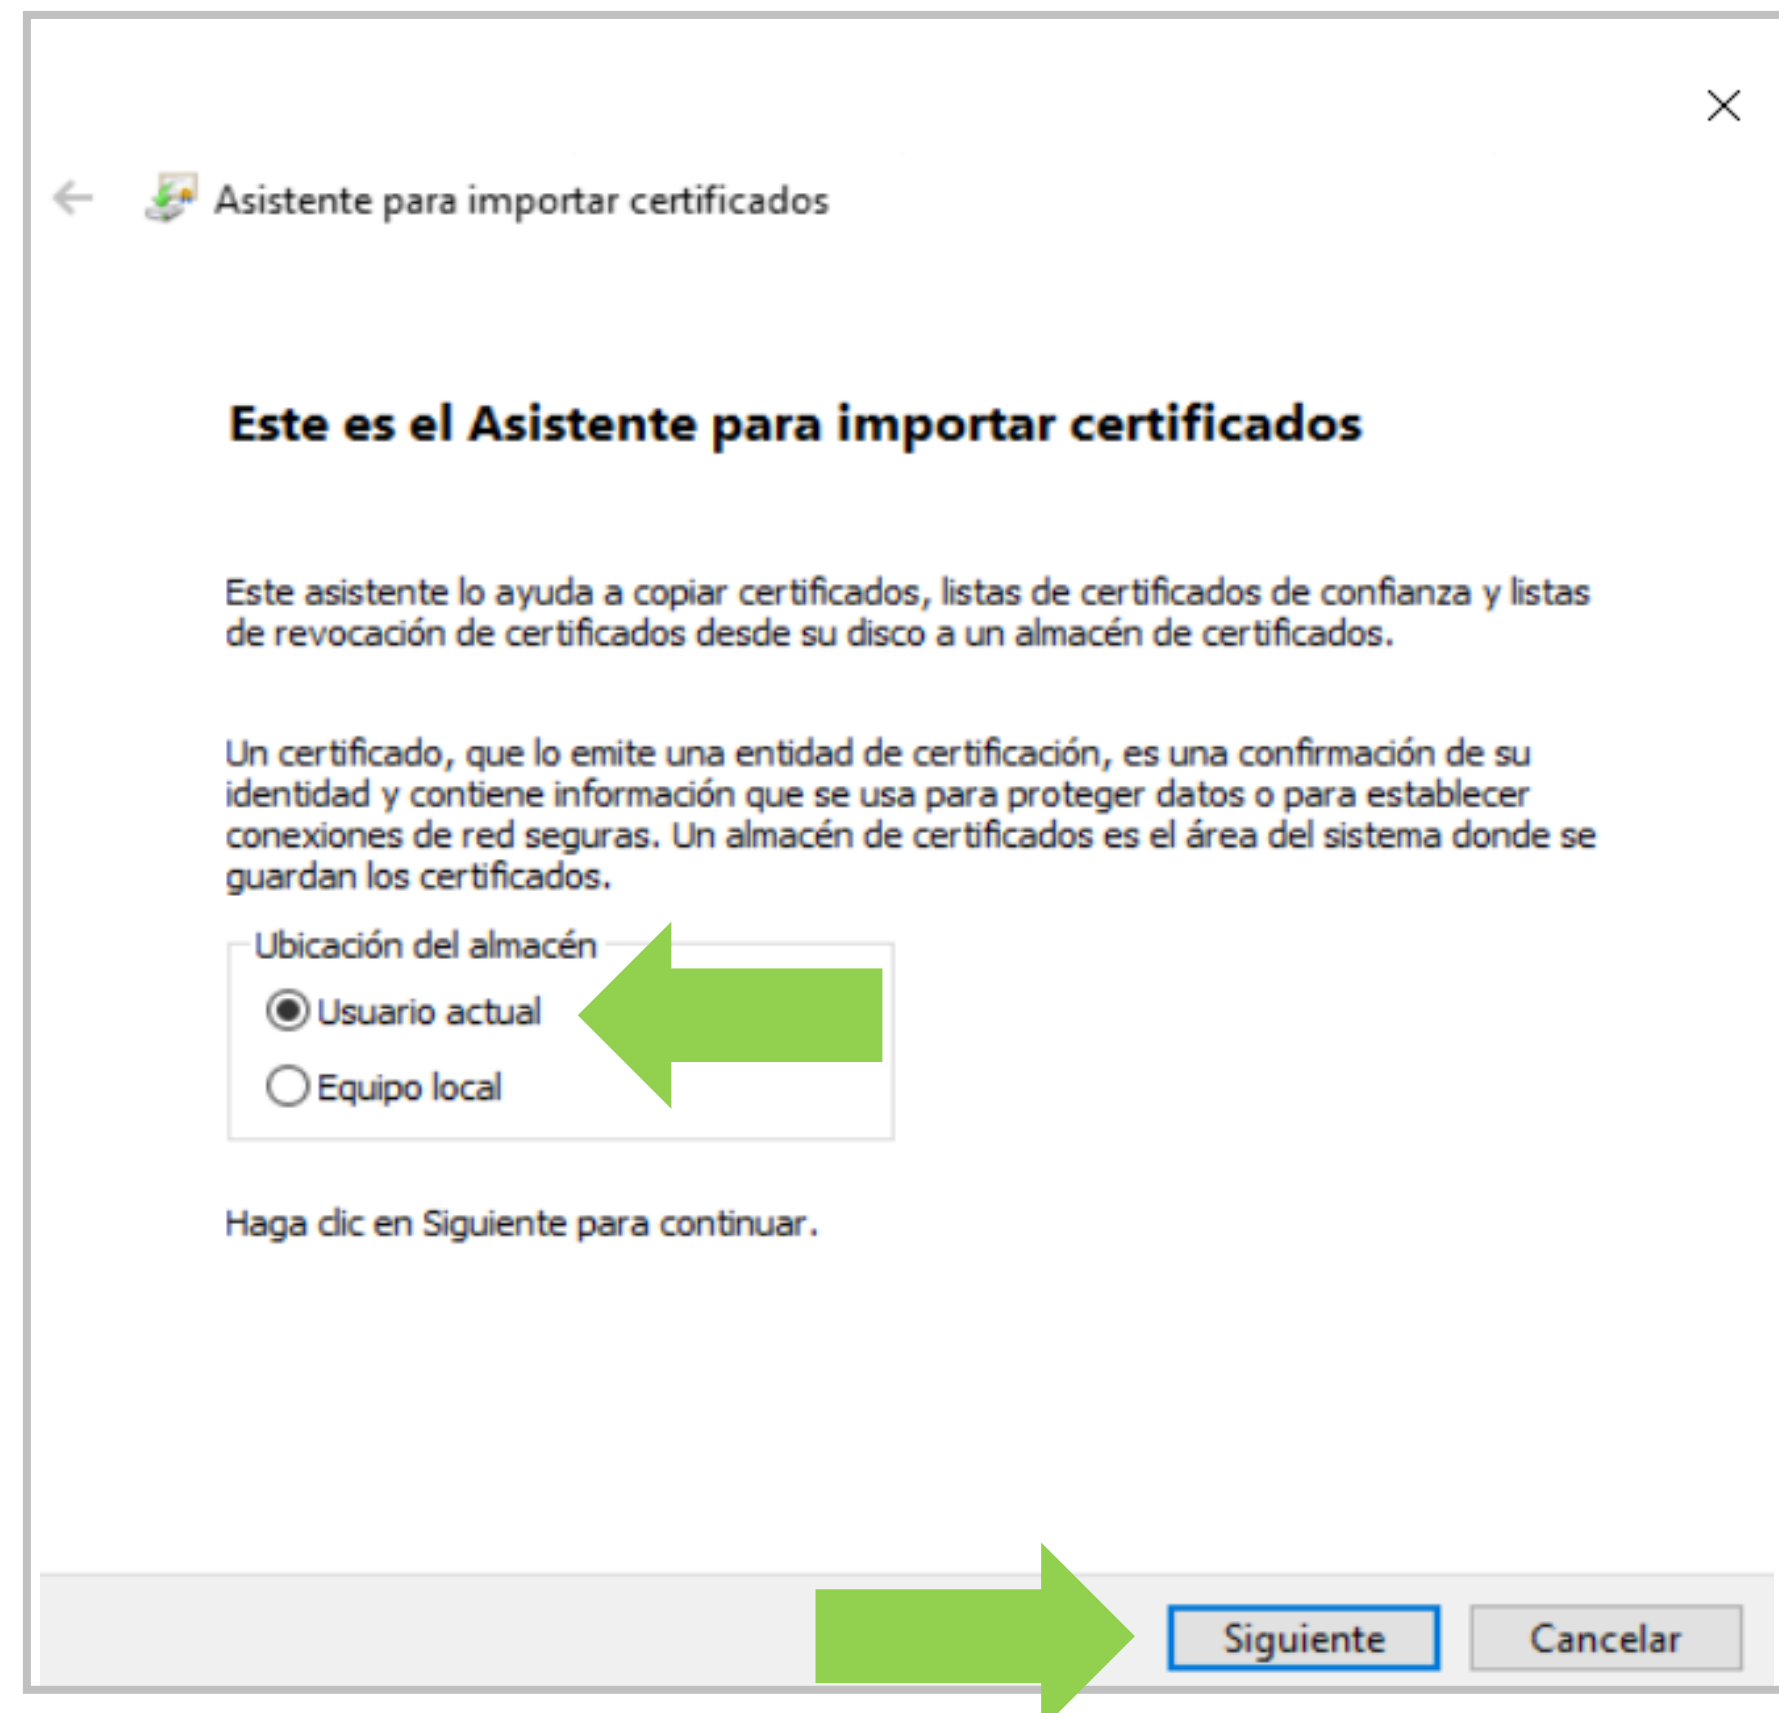 Asistente para importar certificados
Este es el Asistente para importar certificados
Este asistente lo ayuda a copiar certificados, listas de certificados de confianza y listas
de revocación de certificados desde su disco a un almacén de certificados.
Un certificado, que lo emite una entidad de certificación, es una confirmación de su
identidad y contiene información que se usa para proteger datos o para establecer
conexiones de red seguras. Un almacén de certificados es el área del sistema donde se
guardan los certificados.
Ubicación del almacén
Usuario actual
Equipo local
Haga clic en Siguiente para continuar.
Siguiente
Cancelar